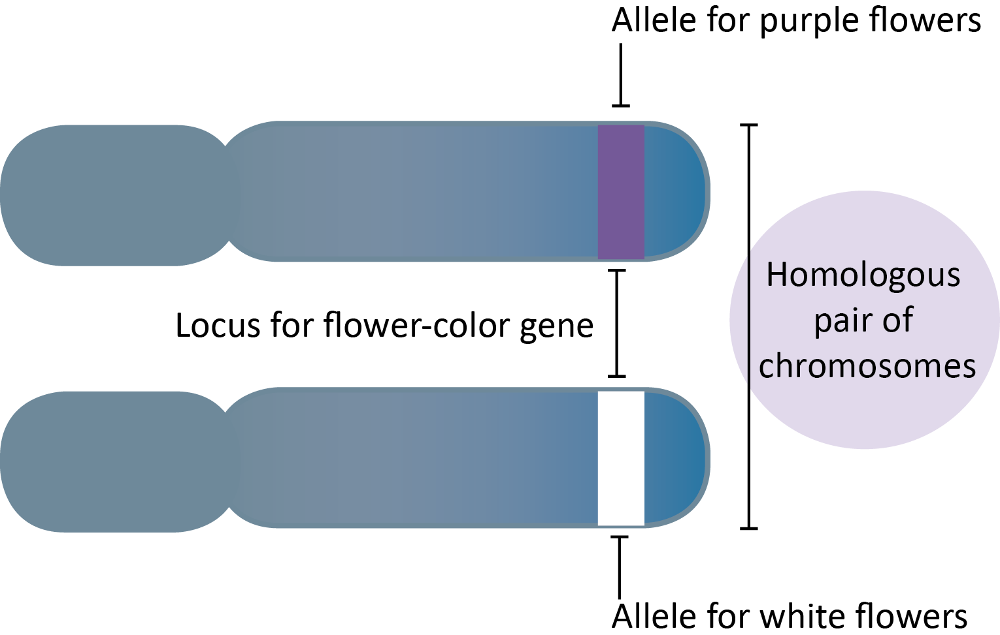 Allele for purple flowers
Homologous
pair of
chromosomes
Locus for flower-color gene
Allele for white flowers